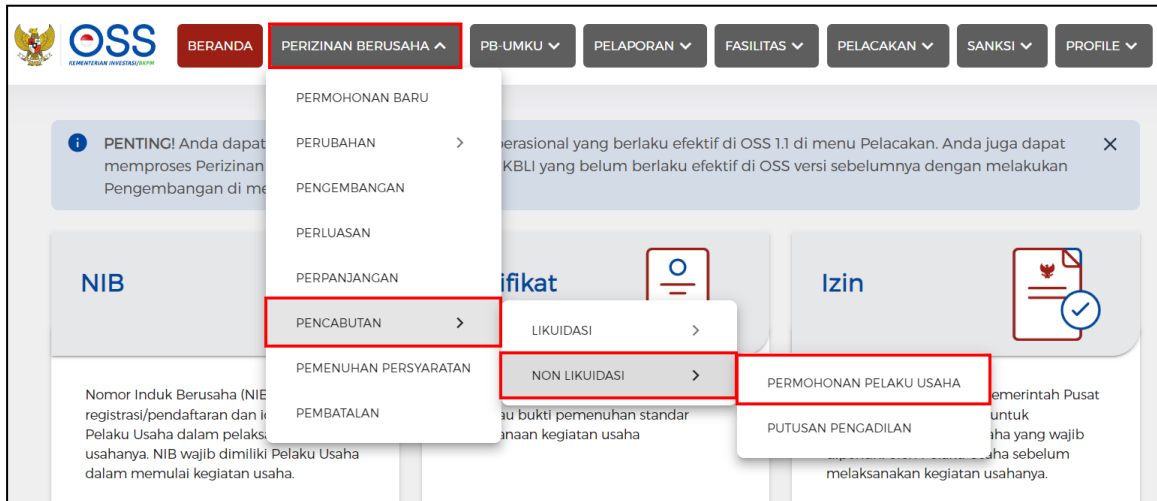 OSS
KEMENTERIAN INVESTASI/BKPM
BERANDA
PERIZINAN BERUSAHA
PB-UMKU
PELAPORAN
FASILITAS
PELACAKAN
SANKSI
PROFILE
PERMOHONAN BARU
PERUBAHAN
PENGEMBANGAN
PERLUASAN
PERPANJANGAN
PENCABUTAN
PEMENUHAN PERSYARATAN
PEMBATALAN
LIKUIDASI
NON LIKUIDASI
PERMOHONAN PELAKU USAHA
PUTUSAN PENGADILAN
PENTING! Anda dapat erasional yang berlaku efektif di OSS 1.1 di menu Pelacakan. Anda juga dapat
memproses Perizinan KBLI yang belum berlaku efektif di OSS versi sebelumnya dengan melakukan
Pengembangan di me
NIB
Nomor Induk Berusaha (NIB
registrasi/pendaftaran dan i
Pelaku Usaha dalam pelaks
usahanya. NIB wajib dimiliki Pelaku Usaha
dalam memulai kegiatan usaha.
ifikat
au bukti pemenuhan standar
anaan kegiatan usaha
Izin
emerintah Pusat
untuk
aha yang wajib
Usaha sebelum
melaksanakan kegiatan usahanya.